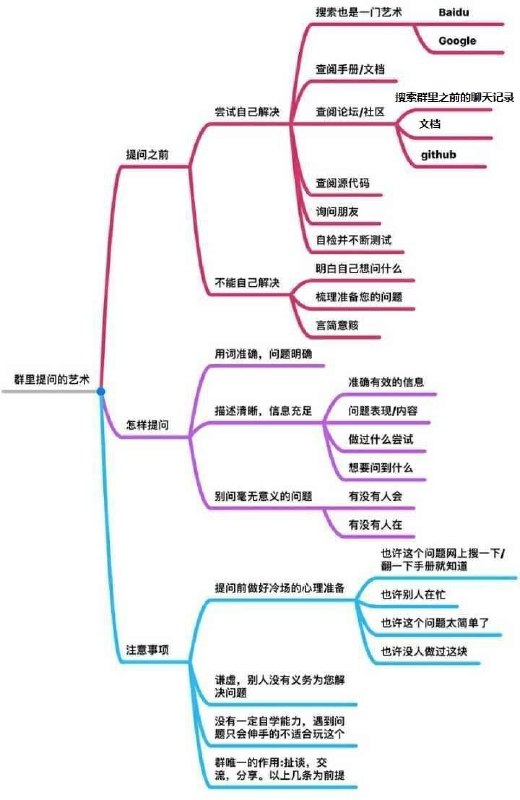 群里提问的艺术
提问之前
尝试自己解决
搜索也是一门艺术
Baidu
Google
查阅手册/文档
查阅论坛/社区
搜索群里之前的聊天记录
文档
github
查阅源代码
询问朋友
自检并不断测试
不能自己解决
明白自己想问什么
梳理准备您的问题
言简意赅
怎样提问
用词准确，问题明确
描述清晰，信息充足
准确有效的信息
问题表现/内容
做过什么尝试
想要问到什么
别问毫无意义的问题
有没有人会
有没有人在
注意事项
提问前做好冷场的心理准备
也许这个问题网上搜一下/
翻一下手册就知道
也许别人在忙
也许这个问题太简单了
也许没人做过这块
谦虚，别人没有义务为您解
决问题
没有一定自学能力，遇到问
题只会伸手的不适合玩这个
群唯一的作用:扯谈，交
流，分享。以上几条为前提